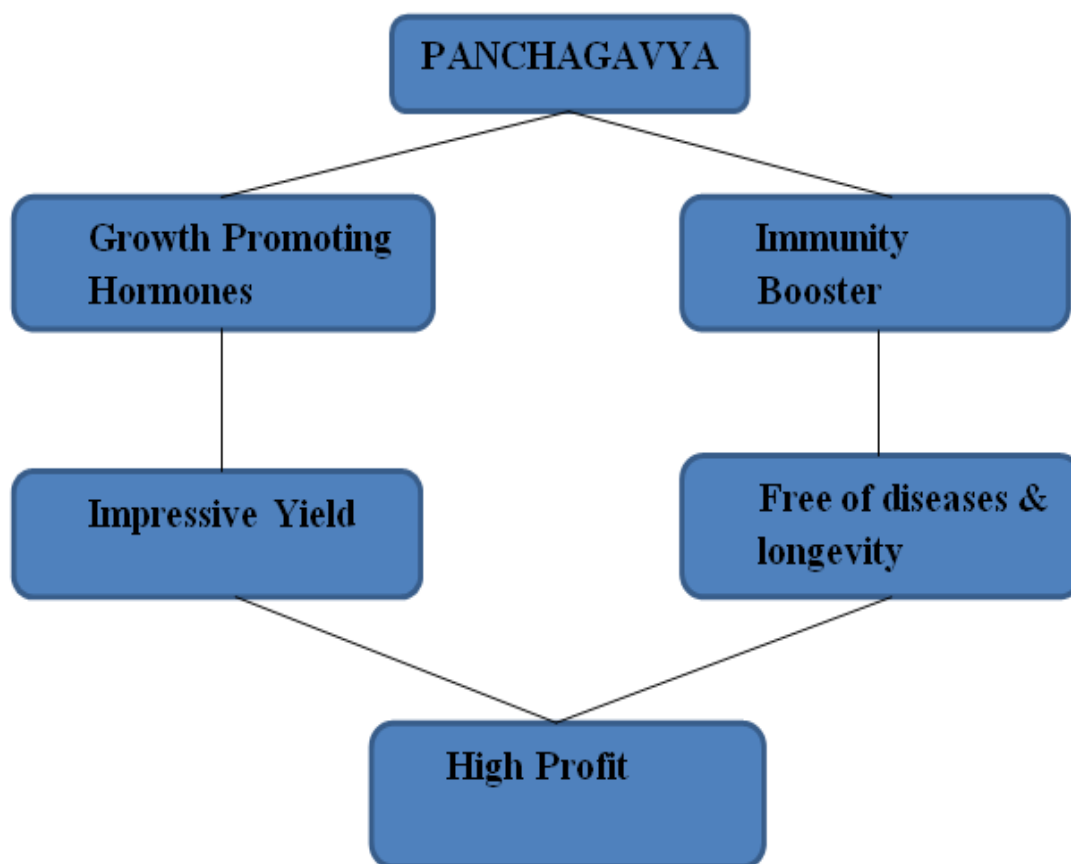 PANCHAGAVYA
Growth Promoting
Hormones
Immunity
Booster
Impressive Yield
Free of diseases &
longevity
High Profit